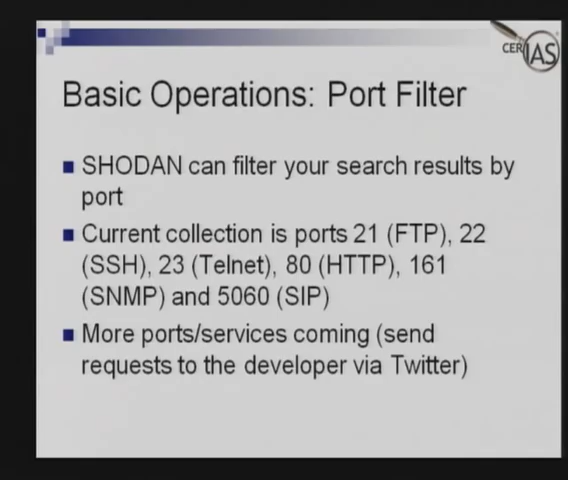 CERIAS
Basic Operations: Port Filter
SHODAN can filter your search results by
port
Current collection is ports 21 (FTP), 22
(SSH), 23 (Telnet), 80 (HTTP), 161
(SNMP) and 5060 (SIP)
More ports/services coming (send
requests to the developer via Twitter)